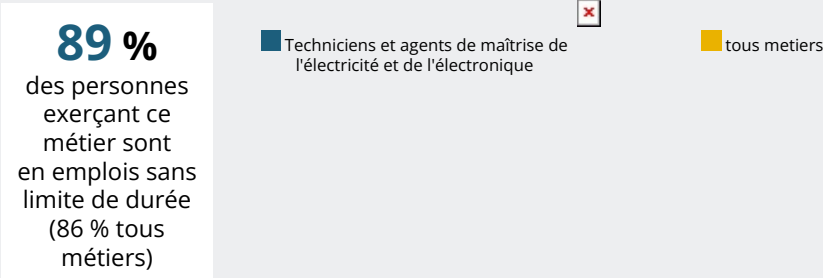 89 %
des personnes
exerçant ce
métier sont
en emplois sans
limite de durée
(86 % tous
métiers)
Techniciens et agents de maîtrise de
l'électricité et de l'électronique
tous metiers